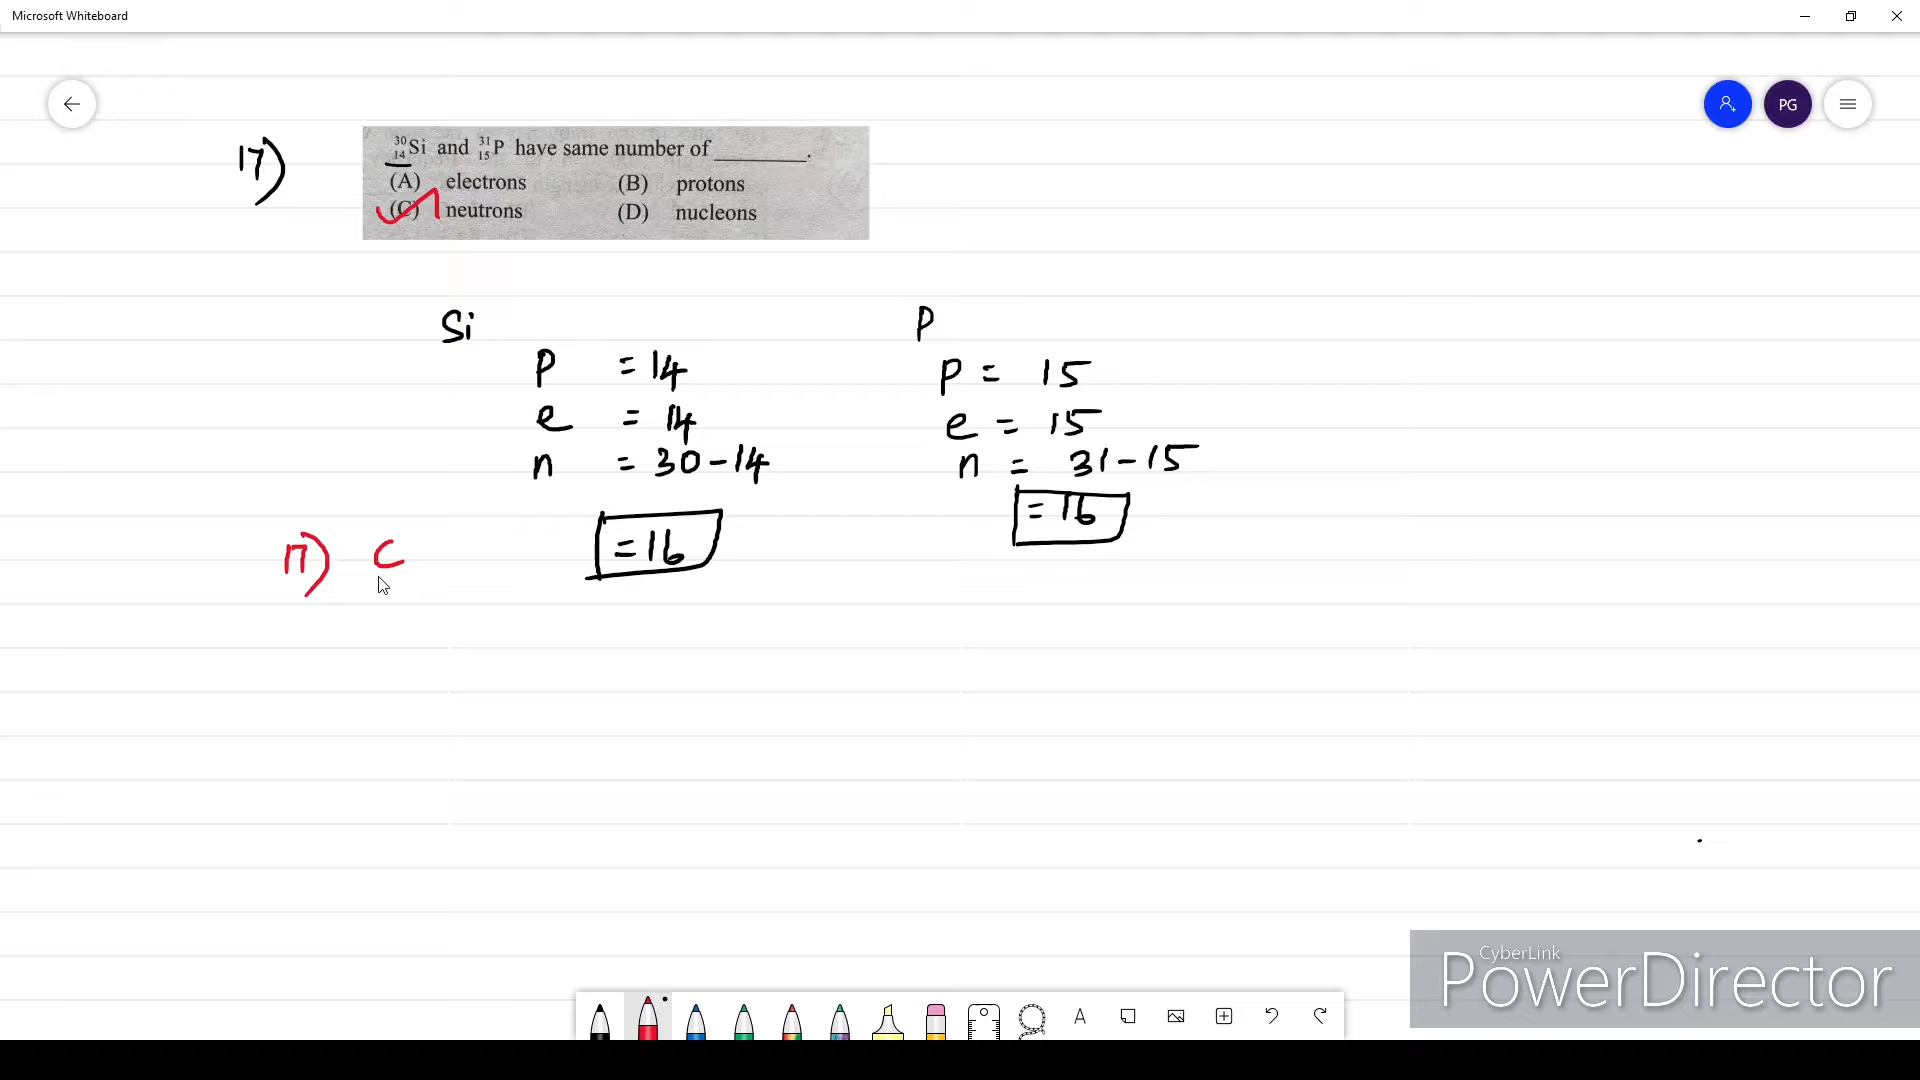 Microsoft Whiteboard
PG
17)
³⁰₁₄Si and ³¹₁₅P have same number of ________.
(A) electrons (B) protons
(C) neutrons (D) nucleons
Si
P = 14
e = 14
n = 30-14
= 16
P
P = 15
e = 15
n = 31-15
= 16
17) C
CyberLink
PowerDirector
A